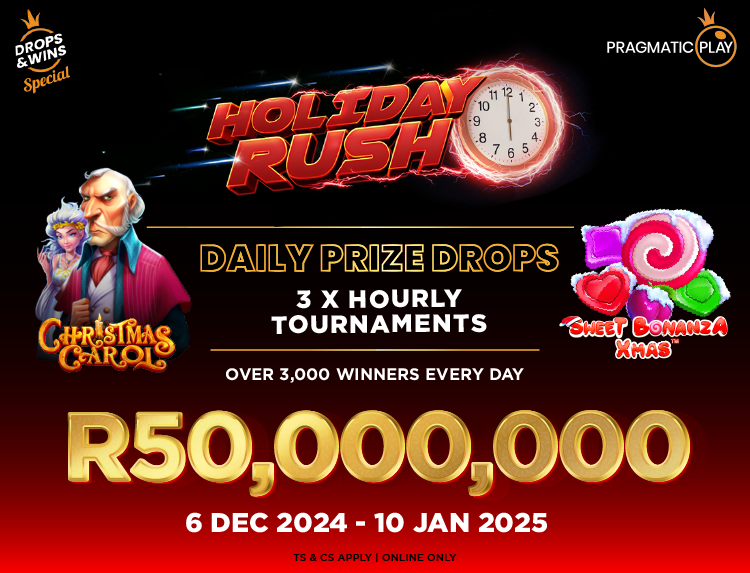 DROPS
&WINS
Special
PRAGMATIC PLAY
HOLIDAY
RUSH
12
1
2
3
4
5
6
7
8
9
10
11
DAILY PRIZE DROPS
3 X HOURLY
TOURNAMENTS
CHRISTMAS
CAROL
SWEET BONANZA
XMAS™
OVER 3,000 WINNERS EVERY DAY
R50,000,000
6 DEC 2024 - 10 JAN 2025
TS & CS APPLY | ONLINE ONLY